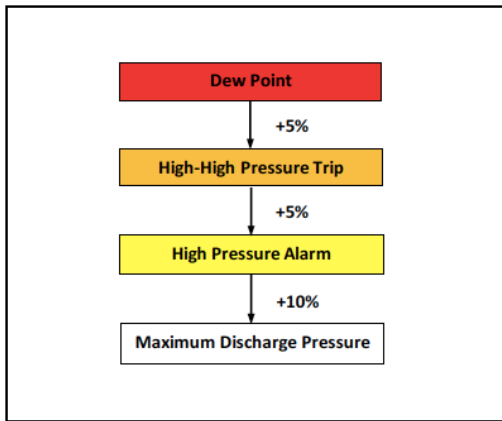 Dew Point
+5%
High-High Pressure Trip
+5%
High Pressure Alarm
+10%
Maximum Discharge Pressure